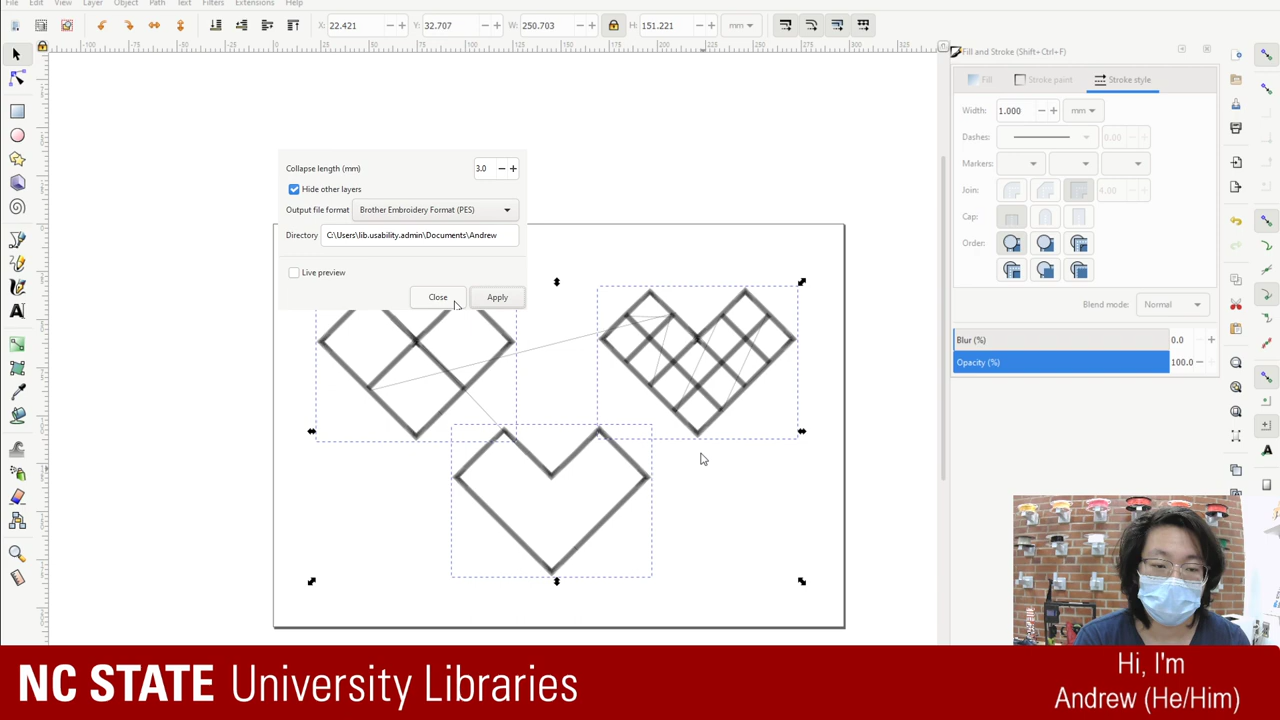 File Edit View Layer Object Path Text Filters Extensions Help
X: 22.421 Y: 32.707 W: 250.703 H: 151.221 mm
Fill and Stroke (Shift+Ctrl+F)
Fill Stroke paint Stroke style
Width: 1.000 mm
Dashes: 0.00
Markers:
Join: 4.00
Cap:
Order:
Blend mode: Normal
Blur (%) 0.0
Opacity (%) 100.0
Collapse length (mm) 3.0
Hide other layers
Output file format Brother Embroidery Format (PES)
Directory C:\Users\lib.usability.admin\Documents\Andrew
Live preview
Close Apply
NC STATE University Libraries
Hi, I'm
Andrew (He/Him)